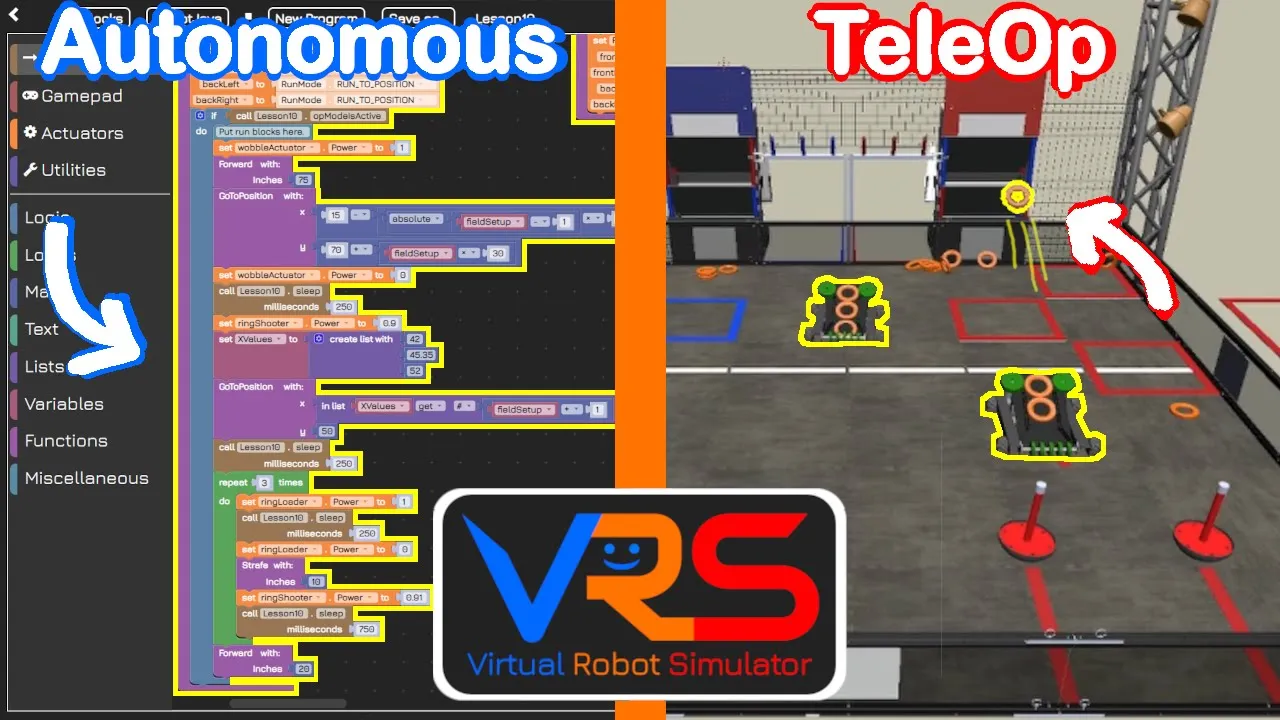 Autonomous
TeleOp
New Program
Save as
Lesson10
Gamepad
Actuators
Utilities
Logic
Text
Lists
Variables
Functions
Miscellaneous
backLeft to RunMode RUN_TO_POSITION
backRight to RunMode RUN_TO_POSITION
if call Lesson10 . opModeIsActive
do Put run blocks here.
set wobbleActuator . Power to 1
Forward with:
Inches 75
GoToPosition with:
x 15 - absolute fieldSetup - 1
y 70 + fieldSetup × 30
set wobbleActuator . Power to 0
call Lesson10 . sleep
milliseconds 250
set ringShooter . Power to 0.9
set XValues to create list with 42
45.35
52
GoToPosition with:
x in list XValues get # fieldSetup + 1
y 50
call Lesson10 . sleep
milliseconds 250
repeat 3 times
do set ringLoader . Power to 1
call Lesson10 . sleep
milliseconds 250
set ringLoader . Power to 0
Strafe with:
Inches 10
set ringShooter . Power to 0.91
call Lesson10 . sleep
milliseconds 750
Forward with:
Inches 20
VRS
Virtual Robot Simulator